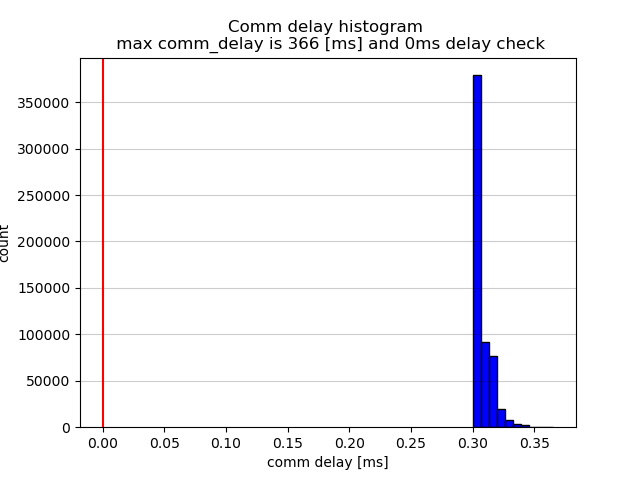 Comm delay histogram
max comm_delay is 366 [ms] and 0ms delay check
350000
300000
250000
200000
150000
100000
50000
0
count
0.00 0.05 0.10 0.15 0.20 0.25 0.30 0.35
comm delay [ms]